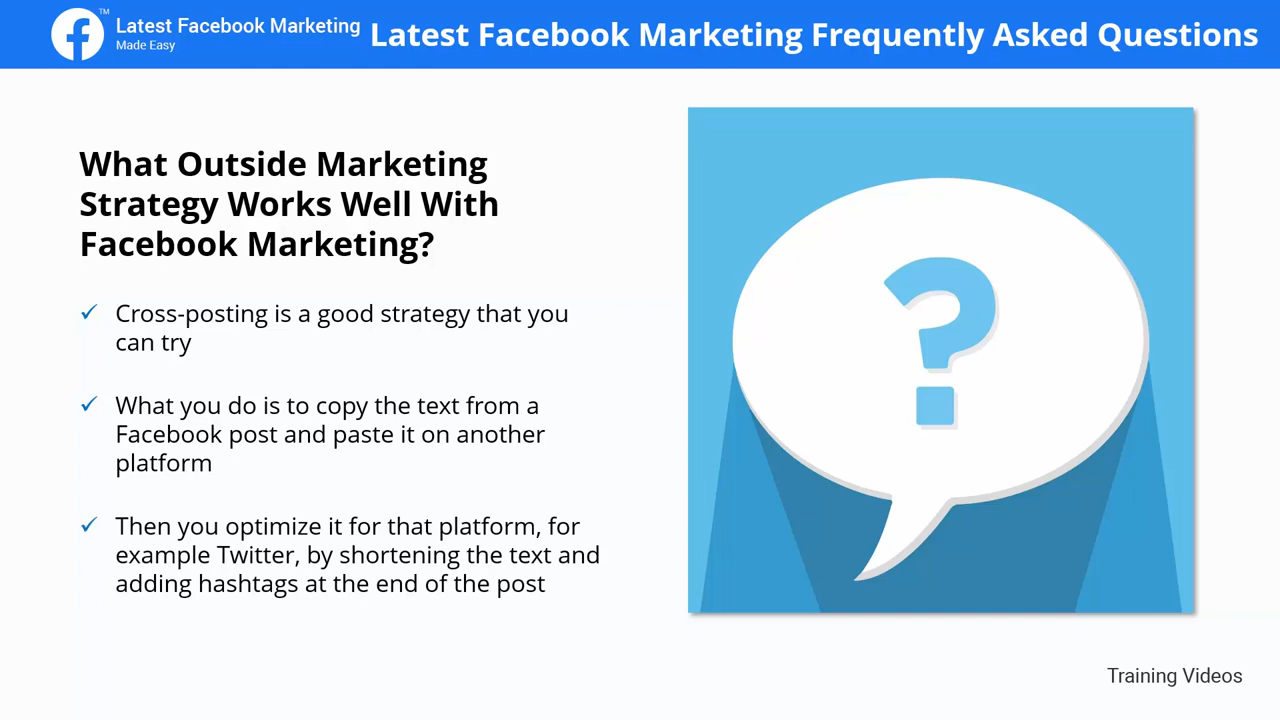 Latest Facebook Marketing
TM
Made Easy
Latest Facebook Marketing Frequently Asked Questions
What Outside Marketing
Strategy Works Well With
Facebook Marketing?
✓ Cross-posting is a good strategy that you
can try
✓ What you do is to copy the text from a
Facebook post and paste it on another
platform
✓ Then you optimize it for that platform, for
example Twitter, by shortening the text and
adding hashtags at the end of the post
?
Training Videos